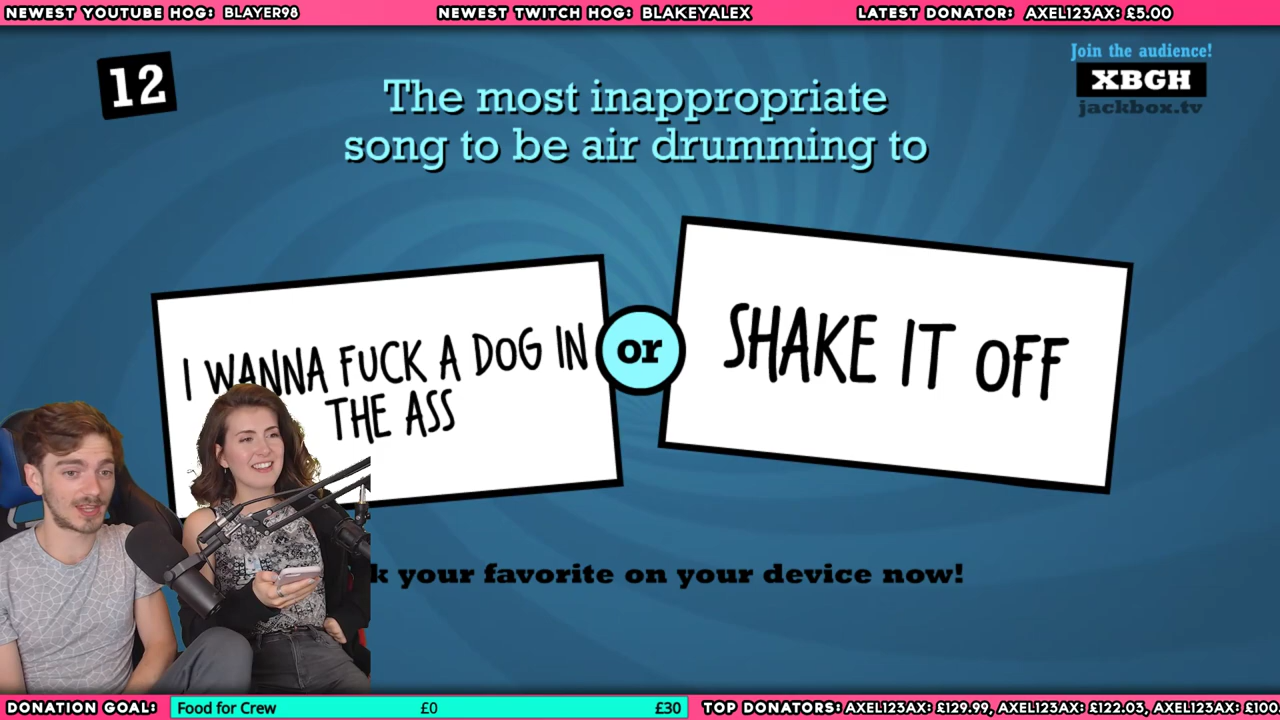 NEWEST YOUTUBE HOG: BLAYER98
NEWEST TWITCH HOG: BLAKEYALEX
LATEST DONATOR: AXEL123AX: £5.00
12
Join the audience!
XBGH
jackbox.tv
The most inappropriate
song to be air drumming to
I WANNA FUCK A DOG IN
THE ASS
or
SHAKE IT OFF
your favorite on your device now!
DONATION GOAL:
Food for Crew
£0
£30
TOP DONATORS: AXEL123AX: £129.99, AXEL123AX: £122.03, AXEL123AX: £100.